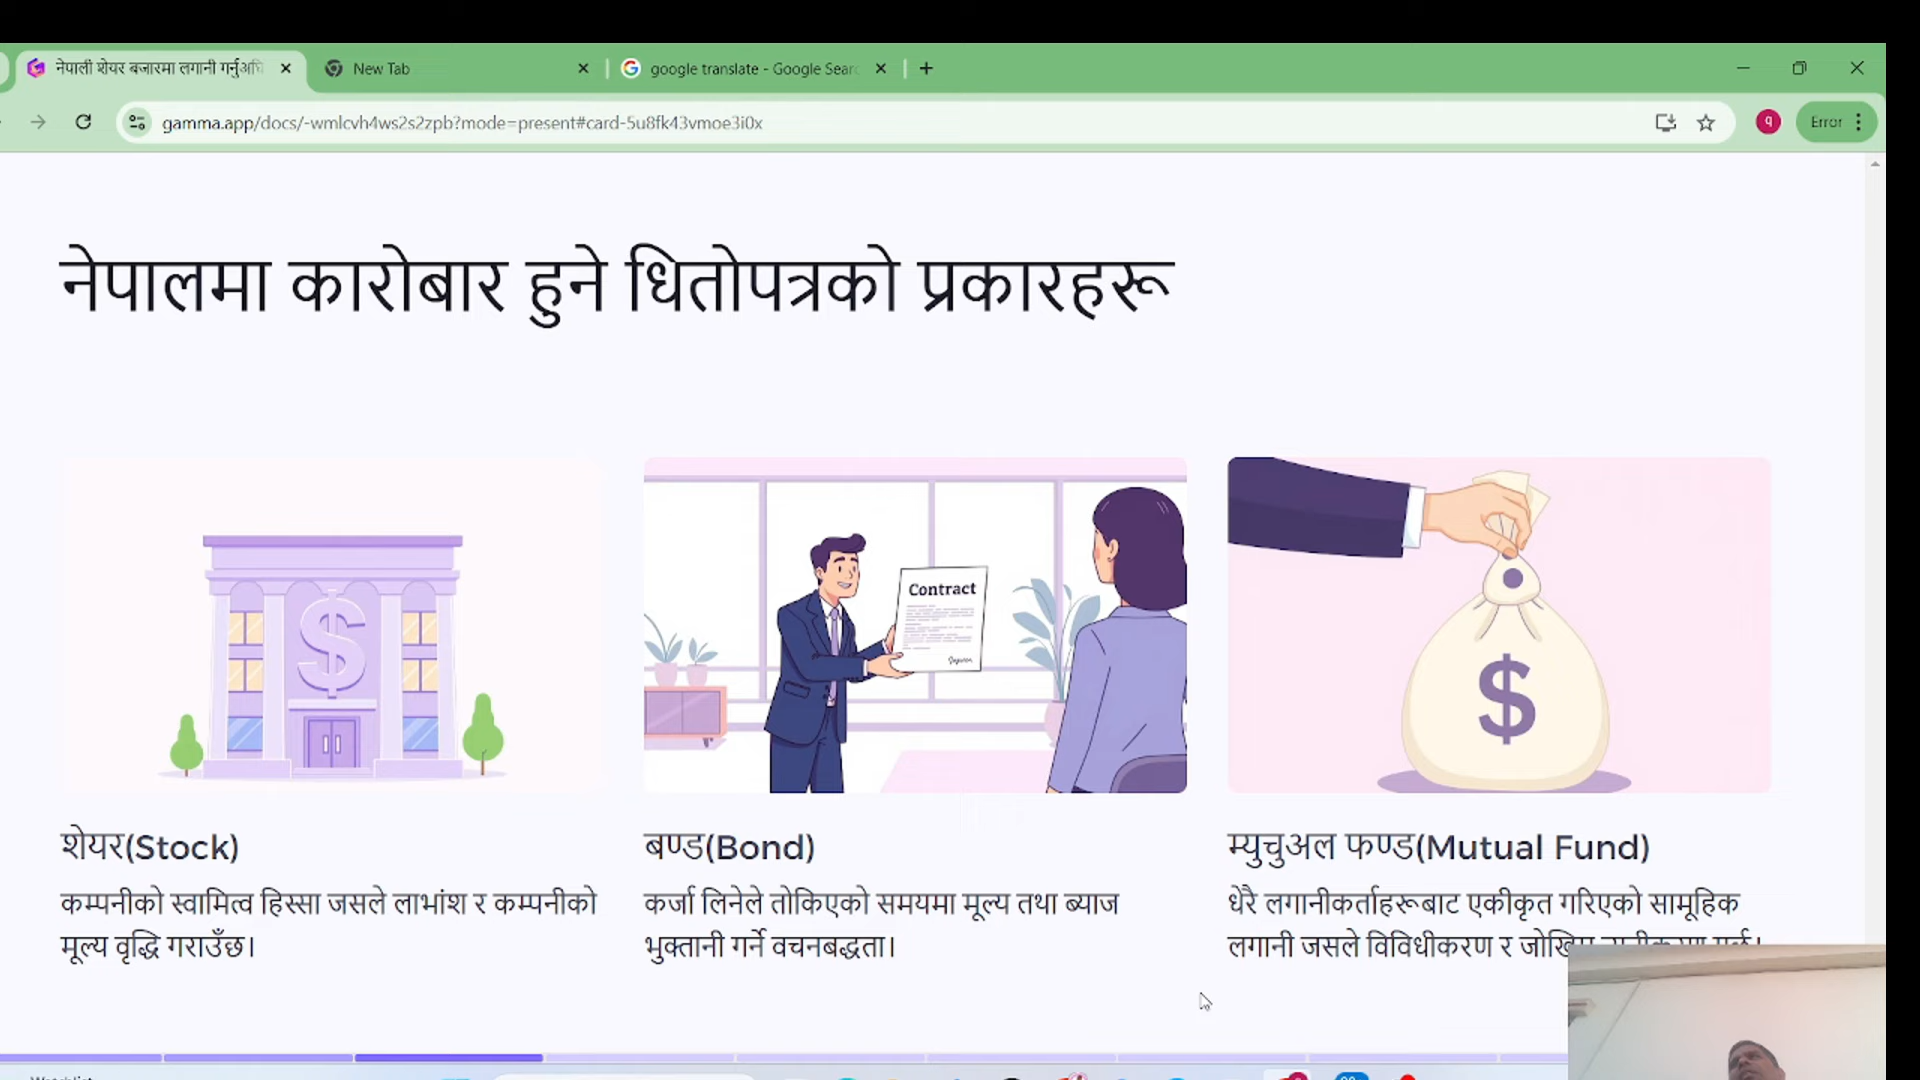 नेपाली शेयर बजारमा लगानी गर्नुअघि
New Tab
google translate - Google Sear
gamma.app/docs/-wmlcvh4ws2s2zpb?mode=present#card-5u8fk43vmoe3i0x
q
Error
नेपालमा कारोबार हुने धितोपत्रको प्रकारहरू
Contract
शेयर(Stock)
कम्पनीको स्वामित्व हिस्सा जसले लाभांश र कम्पनीको
मूल्य वृद्धि गराउँछ।
बण्ड(Bond)
कर्जा लिनेले तोकिएको समयमा मूल्य तथा ब्याज
भुक्तानी गर्ने वचनबद्धता।
म्युचुअल फण्ड(Mutual Fund)
धेरै लगानीकर्ताहरूबाट एकीकृत गरिएको सामूहिक
लगानी जसले विविधीकरण र